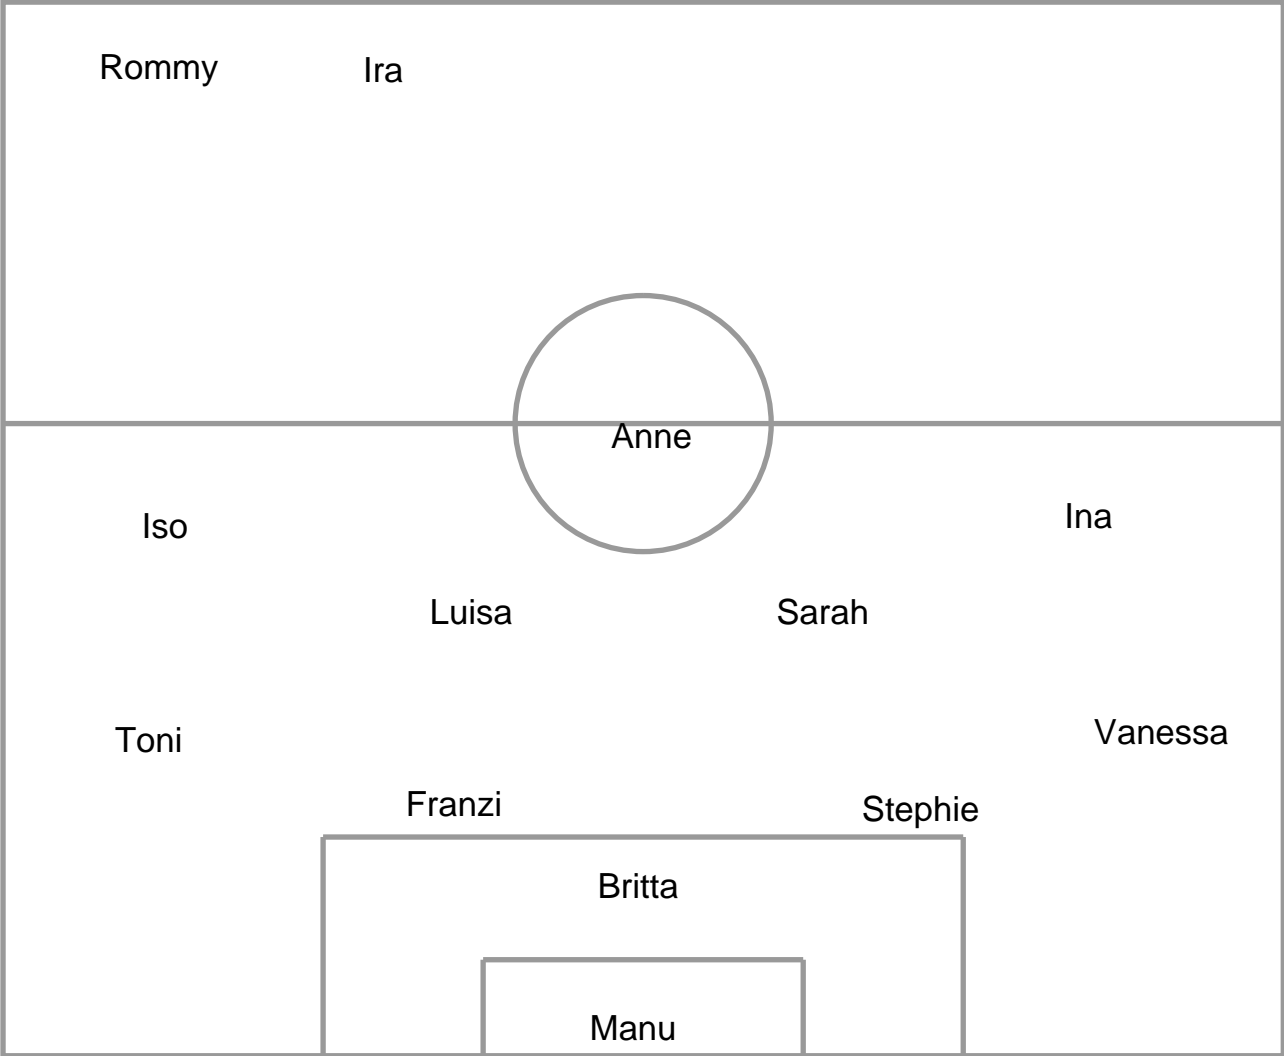 Rommy
Ira
Anne
Iso
Ina
Luisa
Sarah
Toni
Vanessa
Franzi
Stephie
Britta
Manu